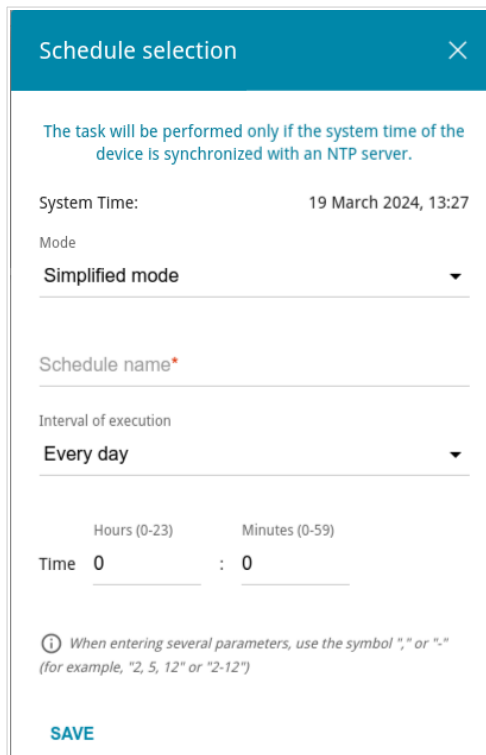 Schedule selection
The task will be performed only if the system time of the
device is synchronized with an NTP server.
System Time: 19 March 2024, 13:27
Mode
Simplified mode
Schedule name*
Interval of execution
Every day
Hours (0-23) Minutes (0-59)
Time 0 : 0
When entering several parameters, use the symbol "," or "-"
(for example, "2, 5, 12" or "2-12")
SAVE